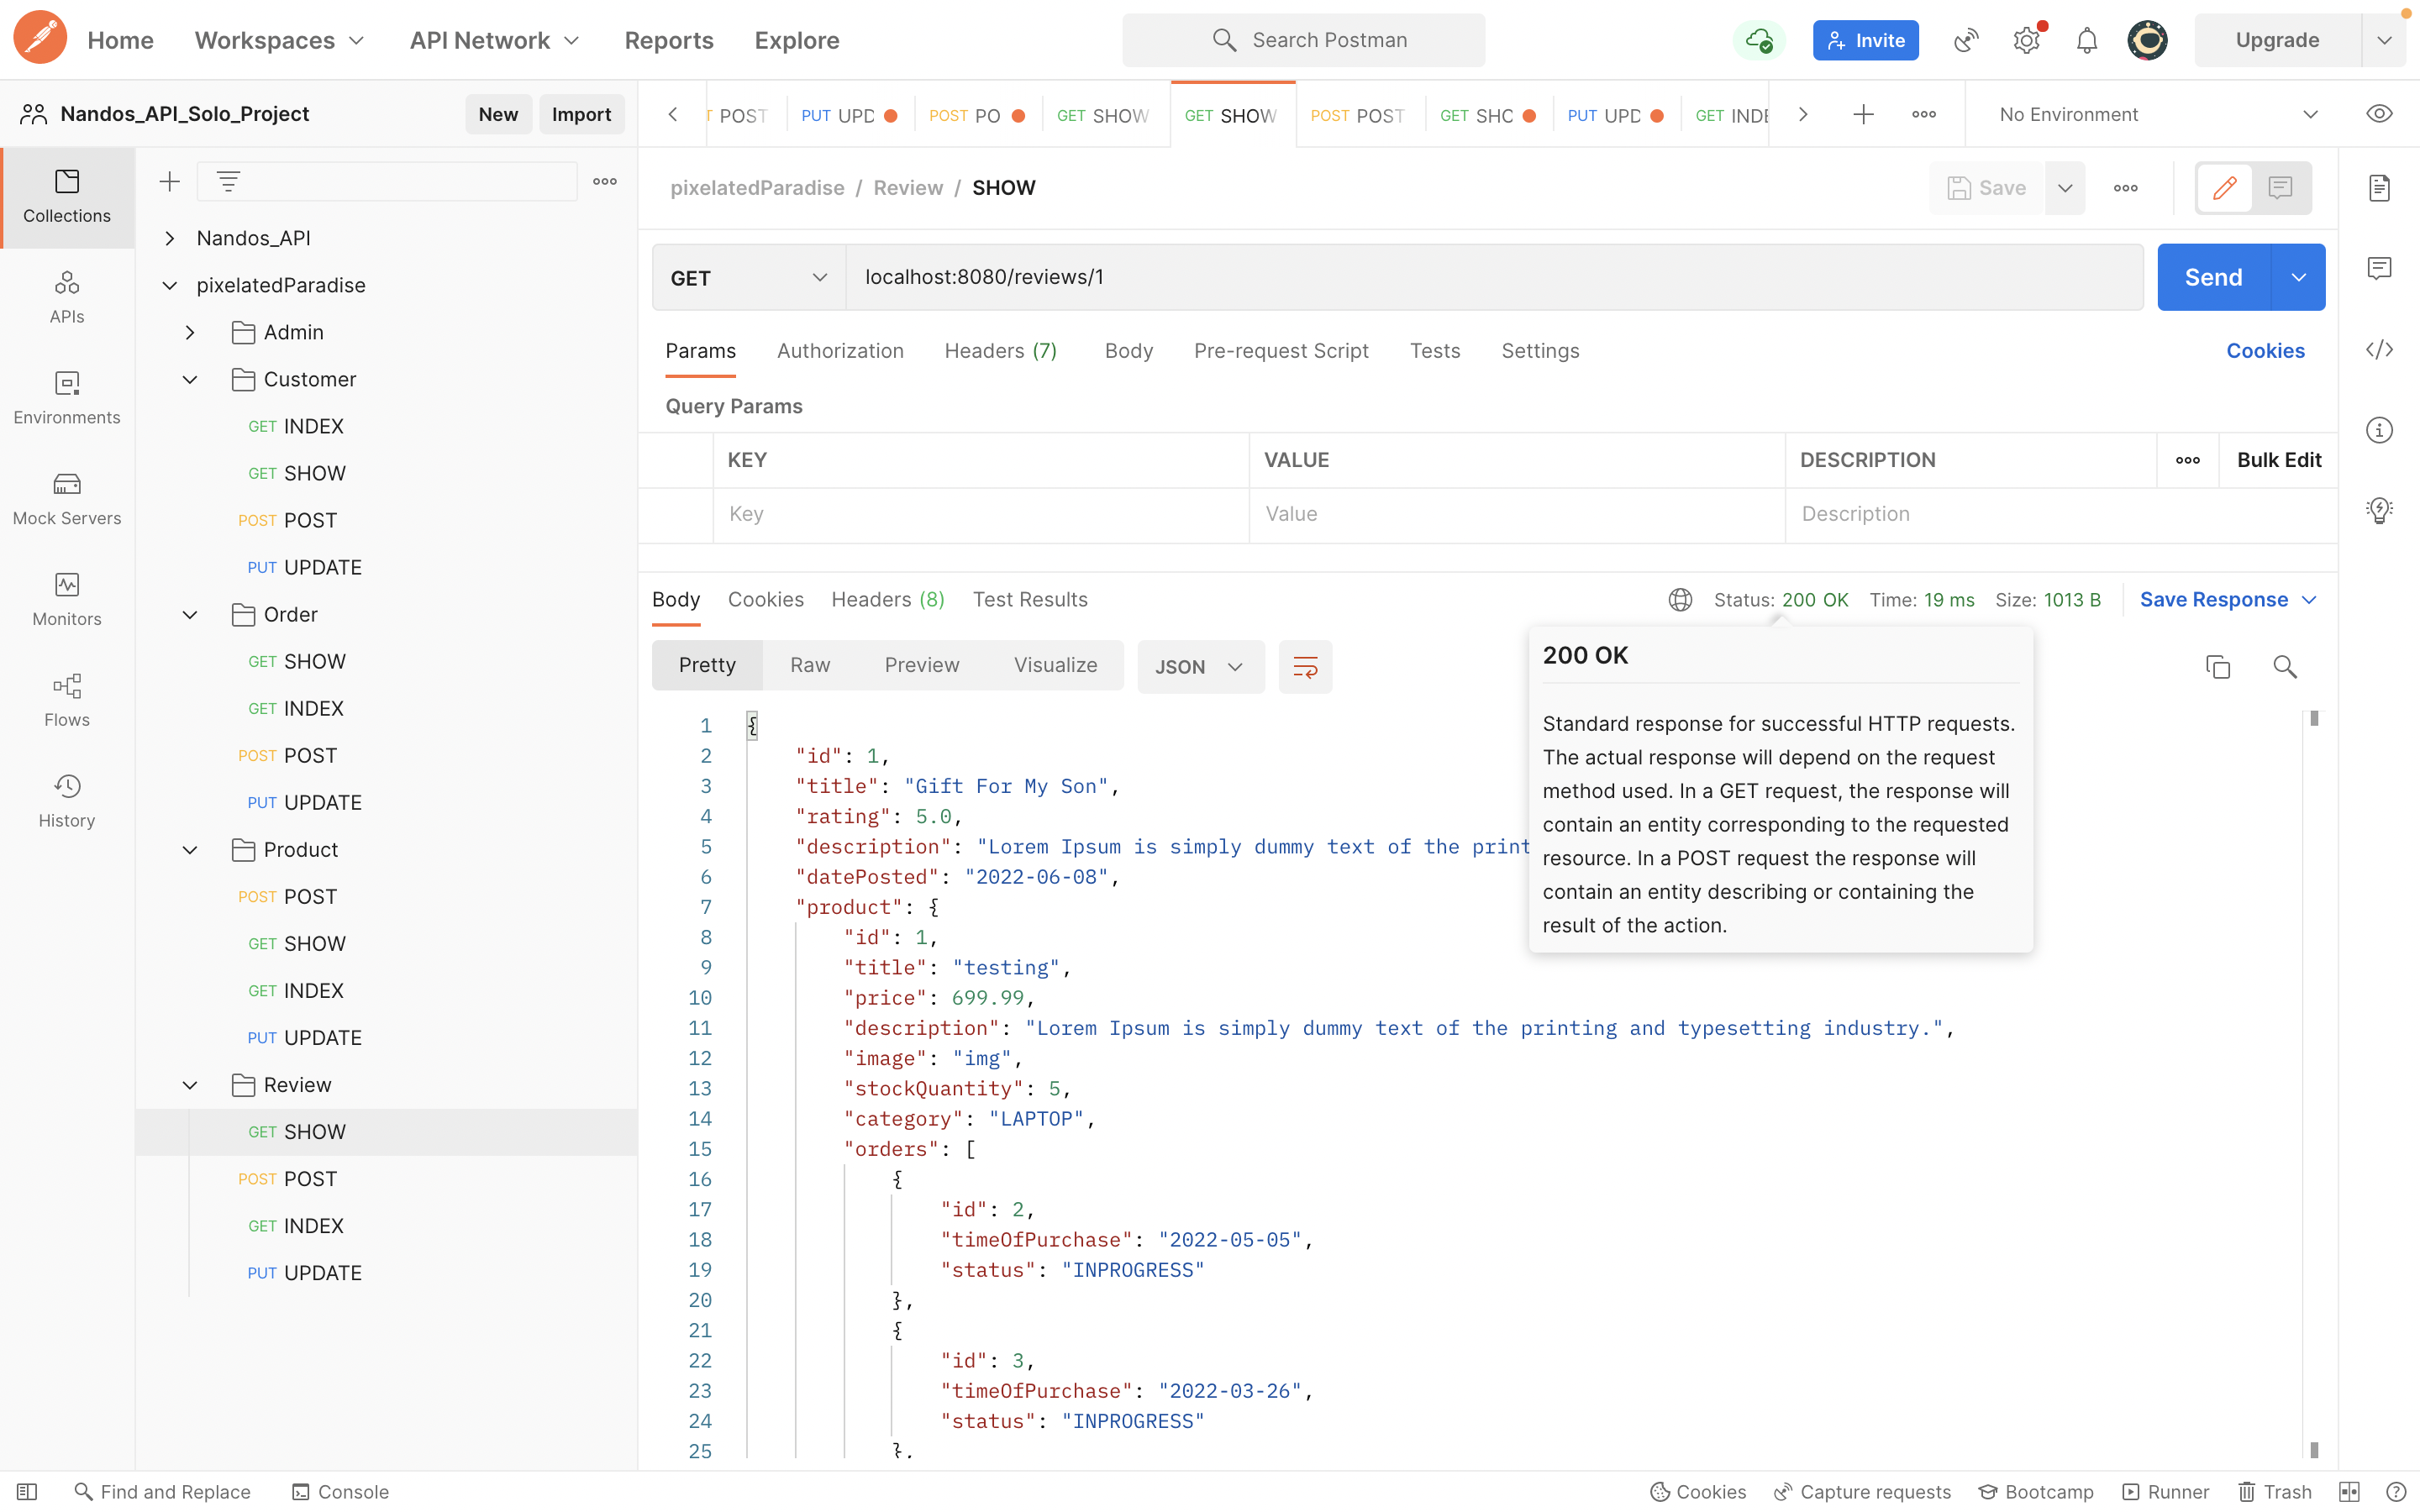 Home Workspaces API Network Reports Explore Search Postman Invite Upgrade
Nandos_API_Solo_Project New Import
POST PUT UPD POST PO GET SHOW GET SHOW POST POST GET SHC PUT UPD GET INDE No Environment
Collections
APIs
Environments
Mock Servers
Monitors
Flows
History
Nandos_API
pixelatedParadise
Admin
Customer
GET INDEX
GET SHOW
POST POST
PUT UPDATE
Order
GET SHOW
GET INDEX
POST POST
PUT UPDATE
Product
POST POST
GET SHOW
GET INDEX
PUT UPDATE
Review
GET SHOW
POST POST
GET INDEX
PUT UPDATE
pixelatedParadise / Review / SHOW Save
GET localhost:8080/reviews/1 Send
Params Authorization Headers (7) Body Pre-request Script Tests Settings Cookies
Query Params
KEY VALUE DESCRIPTION Bulk Edit
Key Value Description
Body Cookies Headers (8) Test Results Status: 200 OK Time: 19 ms Size: 1013 B Save Response
Pretty Raw Preview Visualize JSON
200 OK
Standard response for successful HTTP requests.
The actual response will depend on the request
method used. In a GET request, the response will
contain an entity corresponding to the requested
resource. In a POST request the response will
contain an entity describing or containing the
result of the action.
1 {
2 "id": 1,
3 "title": "Gift For My Son",
4 "rating": 5.0,
5 "description": "Lorem Ipsum is simply dummy text of the print
6 "datePosted": "2022-06-08",
7 "product": {
8 "id": 1,
9 "title": "testing",
10 "price": 699.99,
11 "description": "Lorem Ipsum is simply dummy text of the printing and typesetting industry.",
12 "image": "img",
13 "stockQuantity": 5,
14 "category": "LAPTOP",
15 "orders": [
16 {
17 "id": 2,
18 "timeOfPurchase": "2022-05-05",
19 "status": "INPROGRESS"
20 },
21 {
22 "id": 3,
23 "timeOfPurchase": "2022-03-26",
24 "status": "INPROGRESS"
25 },
Find and Replace Console Cookies Capture requests Bootcamp Runner Trash